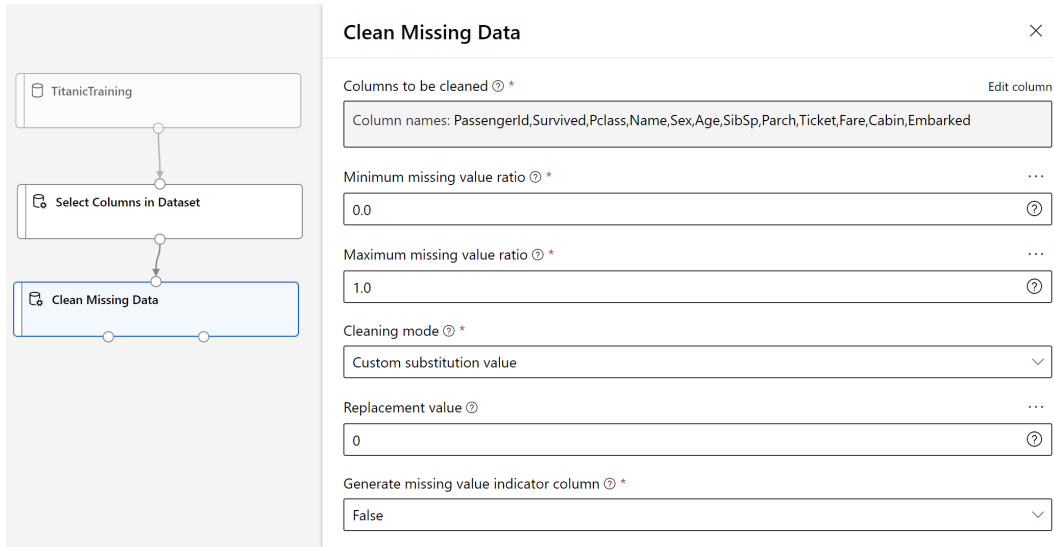 TitanicTraining
Select Columns in Dataset
Clean Missing Data
Clean Missing Data
Columns to be cleaned *
Edit column
Column names: PassengerId,Survived,Pclass,Name,Sex,Age,SibSp,Parch,Ticket,Fare,Cabin,Embarked
Minimum missing value ratio *
0.0
Maximum missing value ratio *
1.0
Cleaning mode *
Custom substitution value
Replacement value
0
Generate missing value indicator column *
False